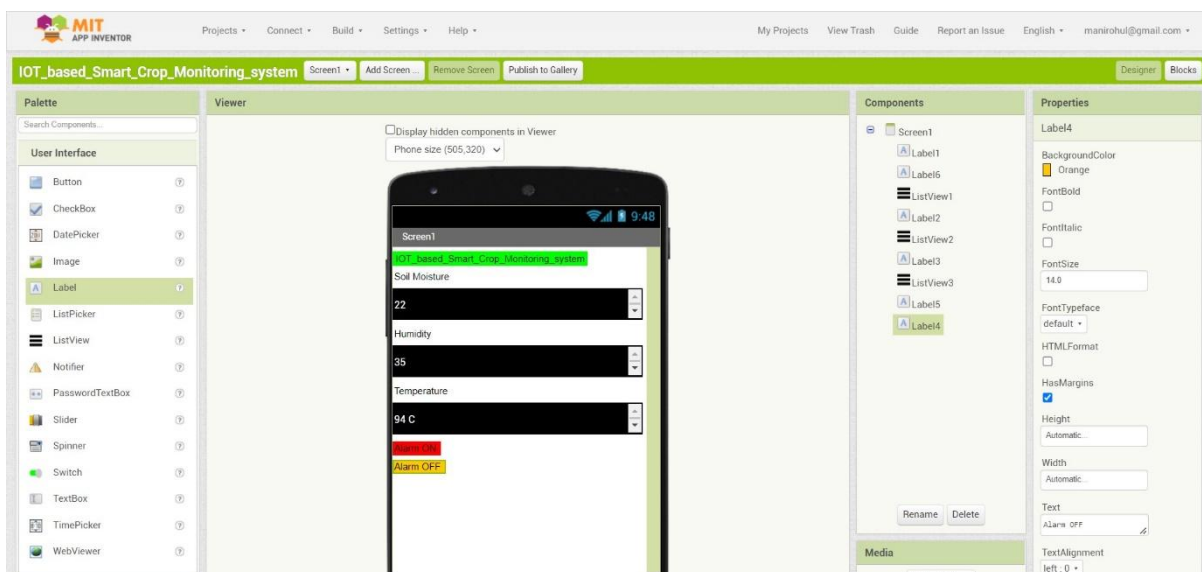 MIT
APP INVENTOR
Projects Connect Build Settings Help
My Projects View Trash Guide Report an Issue English manirohul@gmail.com
IOT_based_Smart_Crop_Monitoring_system Screen1 Add Screen ... Remove Screen Publish to Gallery Designer Blocks
Palette
Search Components...
User Interface
Button
CheckBox
DatePicker
Image
Label
ListPicker
ListView
Notifier
PasswordTextBox
Slider
Spinner
Switch
TextBox
TimePicker
WebViewer
Viewer
Display hidden components in Viewer
Phone size (505,320)
9:48
Screen1
IOT_based_Smart_Crop_Monitoring_system
Soil Moisture
22
Humidity
35
Temperature
94 C
Alarm ON
Alarm OFF
Components
Screen1
Label1
Label6
ListView1
Label2
ListView2
Label3
ListView3
Label5
Label4
Rename Delete
Media
Properties
Label4
BackgroundColor
Orange
FontBold
FontItalic
FontSize
14.0
FontTypeface
default
HTMLFormat
HasMargins
Height
Automatic...
Width
Automatic...
Text
Alarm OFF
TextAlignment
left : 0